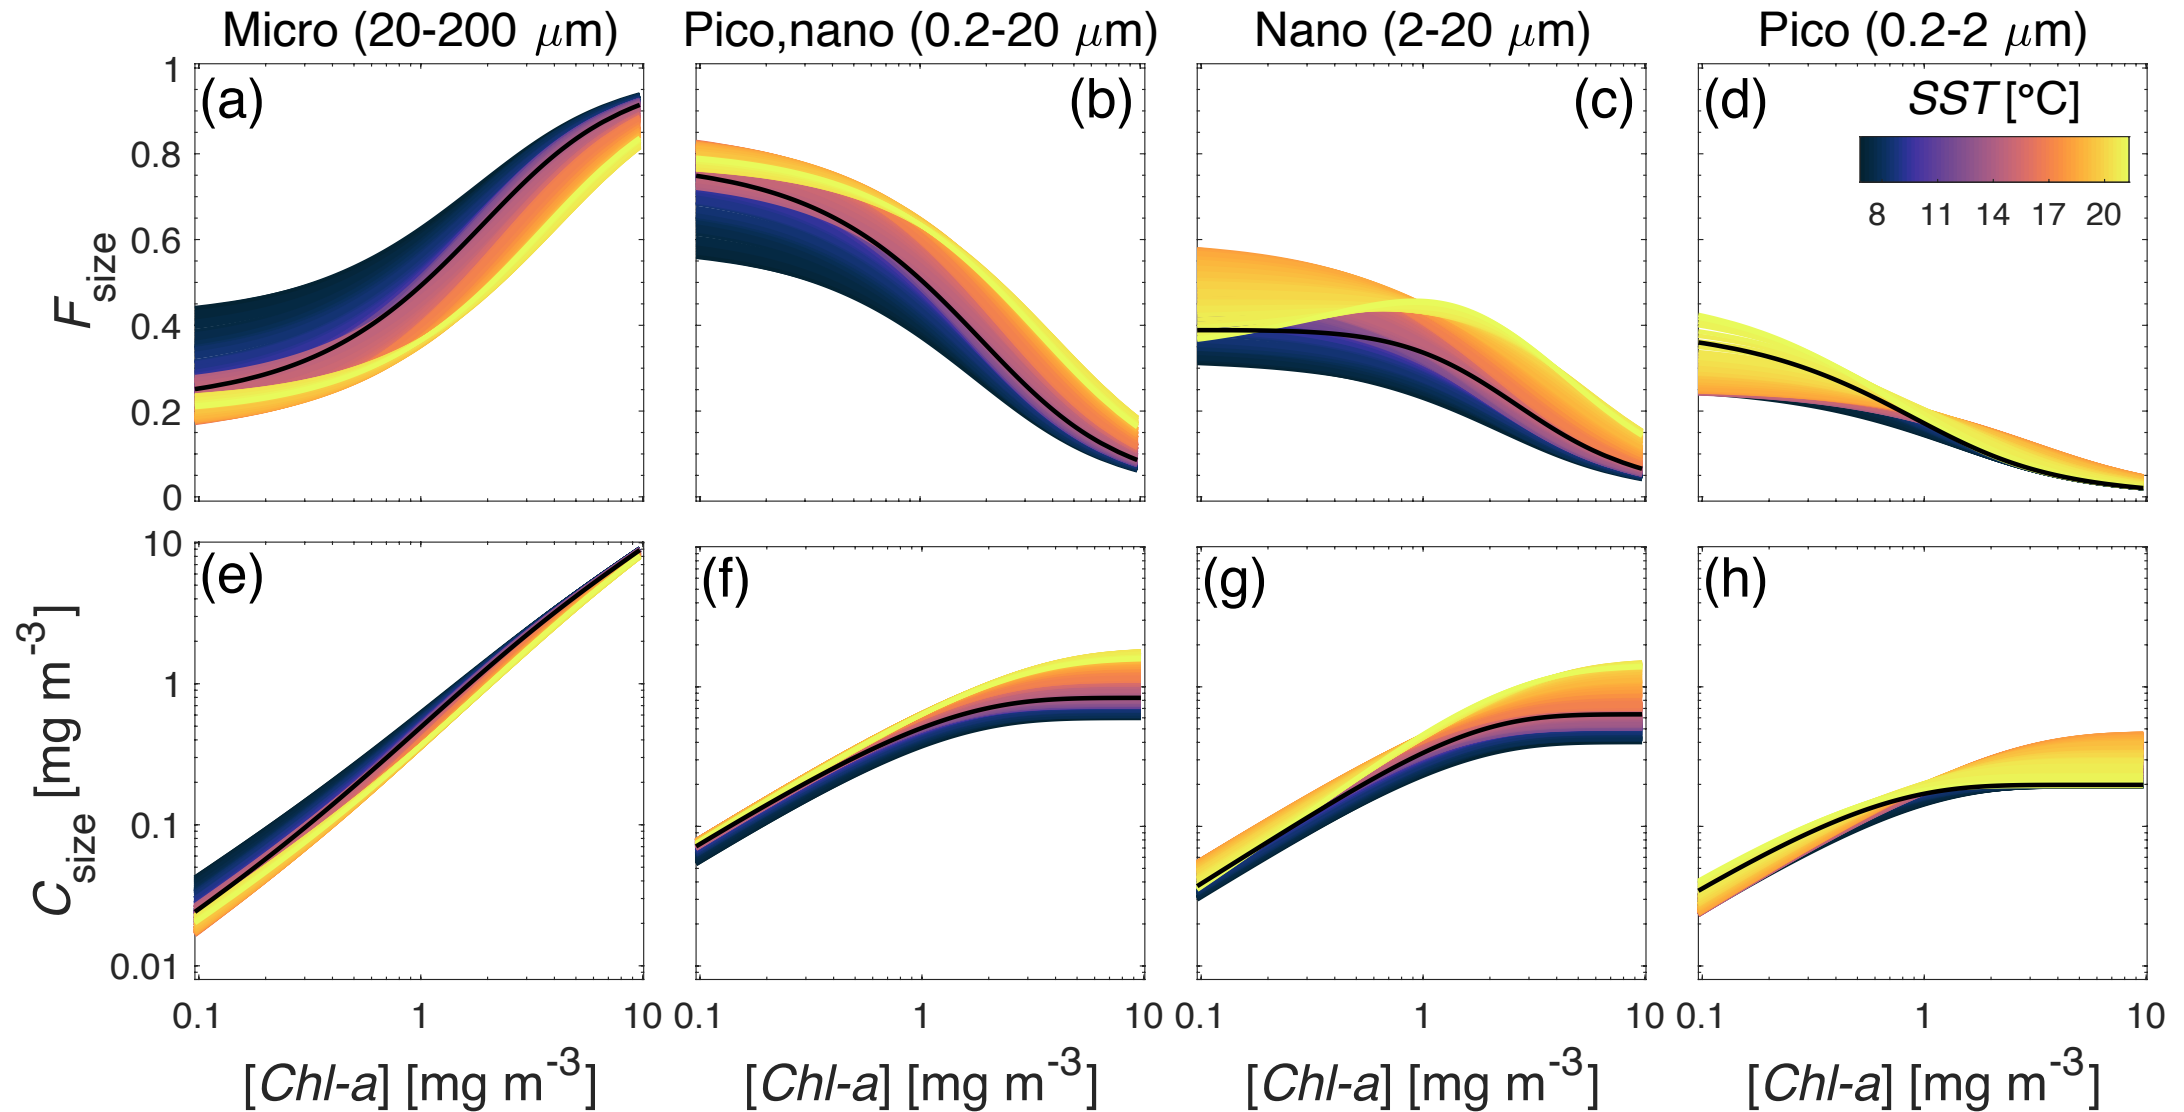 Micro (20-200 μm)
Pico,nano (0.2-20 μm)
Nano (2-20 μm)
Pico (0.2-2 μm)
(a)
(b)
(c)
(d)
SST [°C]
8 11 14 17 20
1
0.8
0.6
0.4
0.2
0
F size
(e)
(f)
(g)
(h)
10
1
0.1
0.01
C size [mg m-3]
0.1 1 10
0.1 1 10
0.1 1 10
0.1 1 10
[Chl-a] [mg m-3]
[Chl-a] [mg m-3]
[Chl-a] [mg m-3]
[Chl-a] [mg m-3]